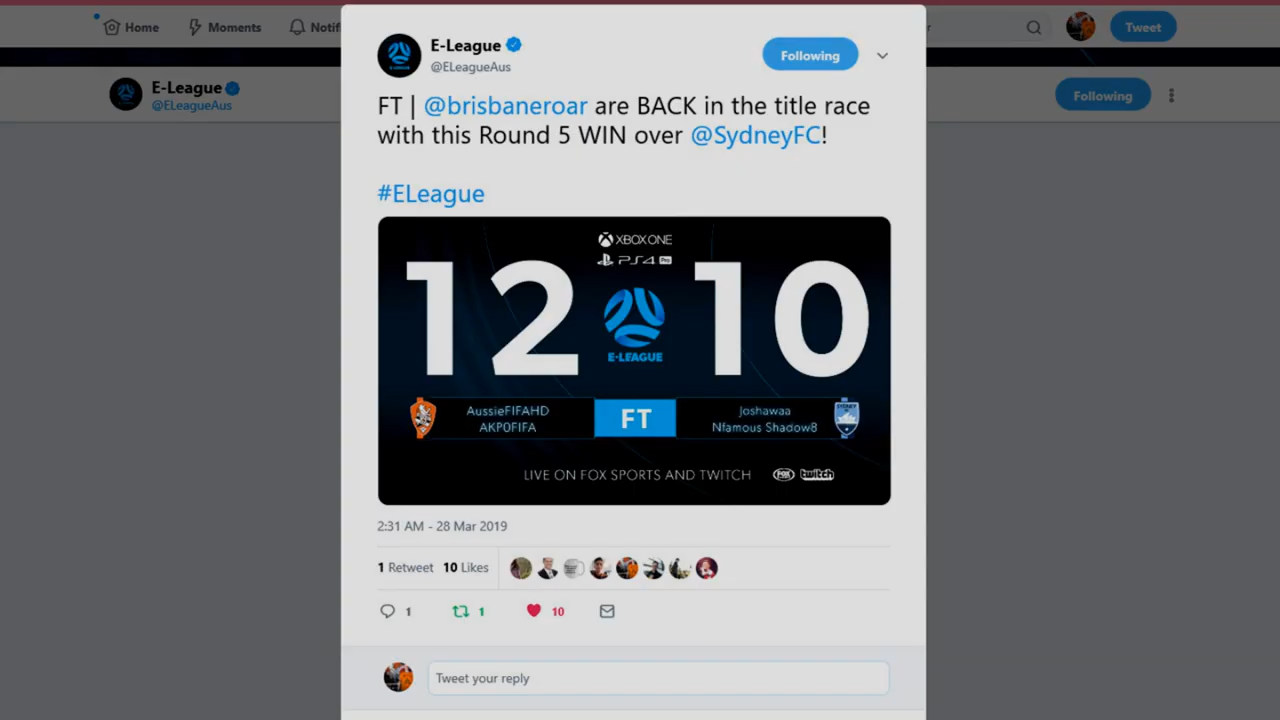 Home
Moments
Notif
r
Tweet
E-League
@ELeagueAus
Following
E-League
@ELeagueAus
Following
FT | @brisbaneroar are BACK in the title race
with this Round 5 WIN over @SydneyFC!
#ELeague
XBOX ONE
PS4 Pro
12
10
E-LEAGUE
AussieFIFAHD
AKP0FIFA
FT
Joshawaa
Nfamous Shadow8
LIVE ON FOX SPORTS AND TWITCH
FOX
twitch
2:31 AM - 28 Mar 2019
1 Retweet 10 Likes
1
1
10
Tweet your reply